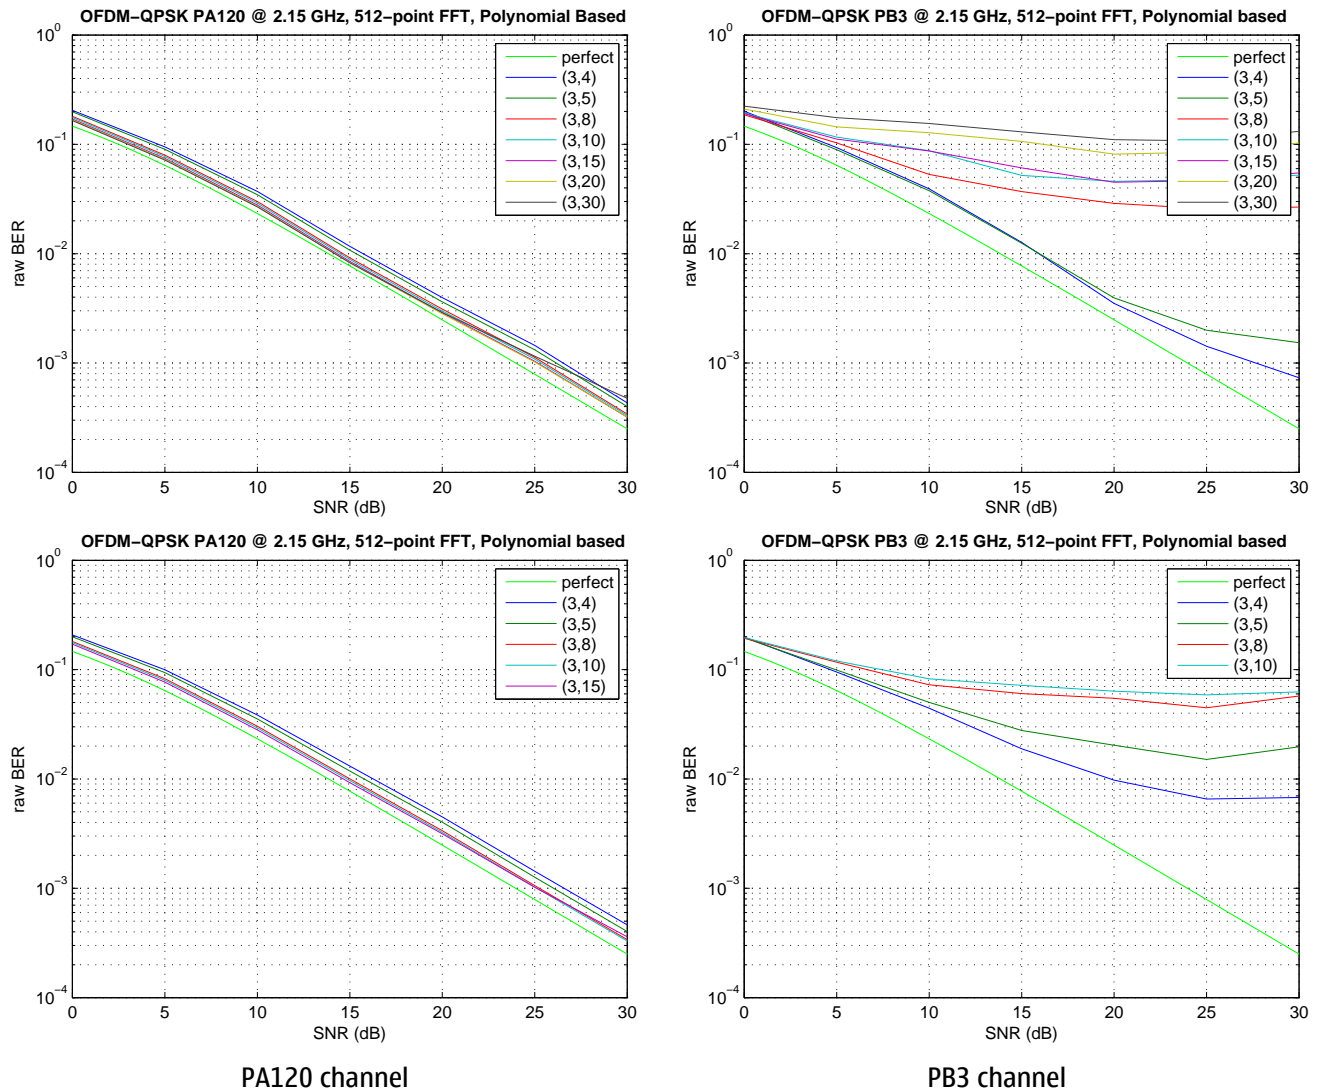 OFDM−QPSK PA120 @ 2.15 GHz, 512−point FFT, Polynomial Based
10^0
10^−1
10^−2
10^−3
10^−4
raw BER
0 5 10 15 20 25 30
SNR (dB)
perfect
(3,4)
(3,5)
(3,8)
(3,10)
(3,15)
(3,20)
(3,30)
OFDM−QPSK PB3 @ 2.15 GHz, 512−point FFT, Polynomial based
10^0
10^−1
10^−2
10^−3
10^−4
raw BER
0 5 10 15 20 25 30
SNR (dB)
perfect
(3,4)
(3,5)
(3,8)
(3,10)
(3,15)
(3,20)
(3,30)
OFDM−QPSK PA120 @ 2.15 GHz, 512−point FFT, Polynomial based
10^0
10^−1
10^−2
10^−3
10^−4
raw BER
0 5 10 15 20 25 30
SNR (dB)
perfect
(3,4)
(3,5)
(3,8)
(3,10)
(3,15)
OFDM−QPSK PB3 @ 2.15 GHz, 512−point FFT, Polynomial based
10^0
10^−1
10^−2
10^−3
10^−4
raw BER
0 5 10 15 20 25 30
SNR (dB)
perfect
(3,4)
(3,5)
(3,8)
(3,10)
PA120 channel
PB3 channel